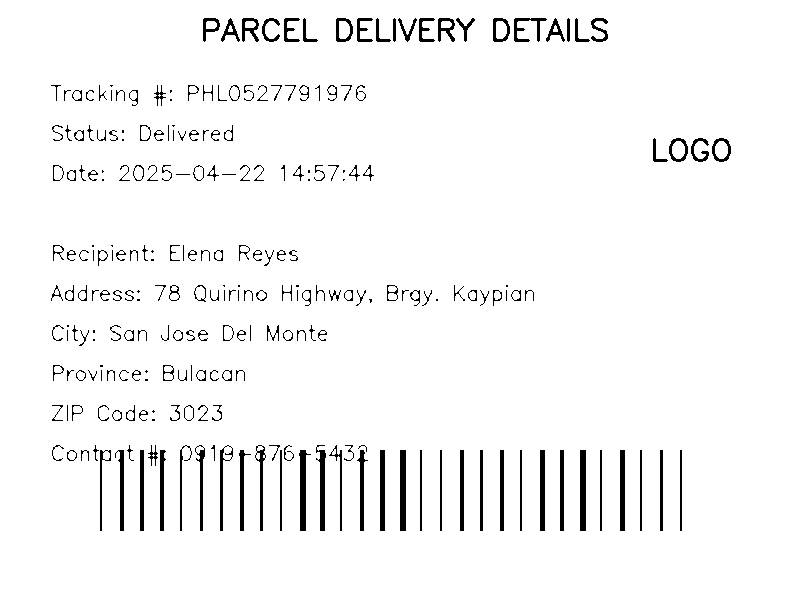 PARCEL DELIVERY DETAILS
Tracking #: PHL0527791976
Status: Delivered
LOGO
Date: 2025-04-22 14:57:44
Recipient: Elena Reyes
Address: 78 Quirino Highway, Brgy. Kaypian
City: San Jose Del Monte
Province: Bulacan
ZIP Code: 3023
Contact #: 0919-876-5432